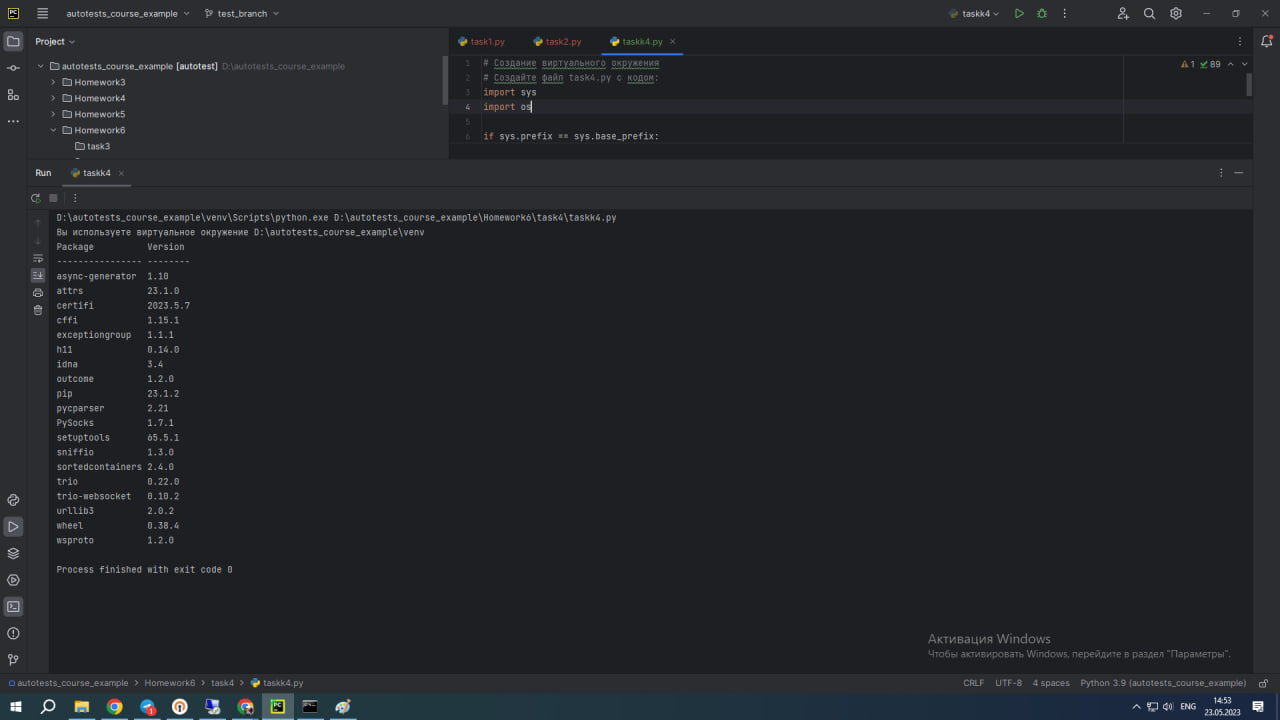 PC autotests_course_example test_branch taskk4
Project
task1.py task2.py taskk4.py
autotests_course_example [autotest] D:\autotests_course_example
Homework3
Homework4
Homework5
Homework6
task3
1 # Создание виртуального окружения
2 # Создайте файл task4.py с кодом:
3 import sys
4 import os
5
6 if sys.prefix == sys.base_prefix:
1 89
Run taskk4
D:\autotests_course_example\venv\Scripts\python.exe D:\autotests_course_example\Homework6\task4\taskk4.py
Вы используете виртуальное окружение D:\autotests_course_example\venv
Package Version
---------------- --------
async-generator 1.10
attrs 23.1.0
certifi 2023.5.7
cffi 1.15.1
exceptiongroup 1.1.1
h11 0.14.0
idna 3.4
outcome 1.2.0
pip 23.1.2
pycparser 2.21
PySocks 1.7.1
setuptools 65.5.1
sniffio 1.3.0
sortedcontainers 2.4.0
trio 0.22.0
trio-websocket 0.10.2
urllib3 2.0.2
wheel 0.38.4
wsproto 1.2.0
Process finished with exit code 0
Активация Windows
Чтобы активировать Windows, перейдите в раздел "Параметры".
autotests_course_example > Homework6 > task4 > taskk4.py
CRLF UTF-8 4 spaces Python 3.9 (autotests_course_example)
ENG
14:53
23.05.2023